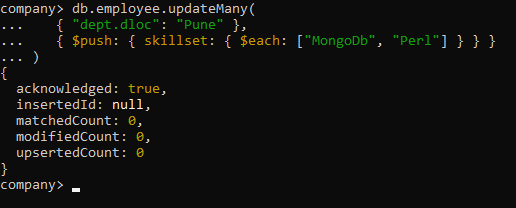 company> db.employee.updateMany(
...     { "dept.dloc": "Pune" },
...     { $push: { skillset: { $each: ["MongoDb", "Perl"] } } }
... )
{
  acknowledged: true,
  insertedId: null,
  matchedCount: 0,
  modifiedCount: 0,
  upsertedCount: 0
}
company>